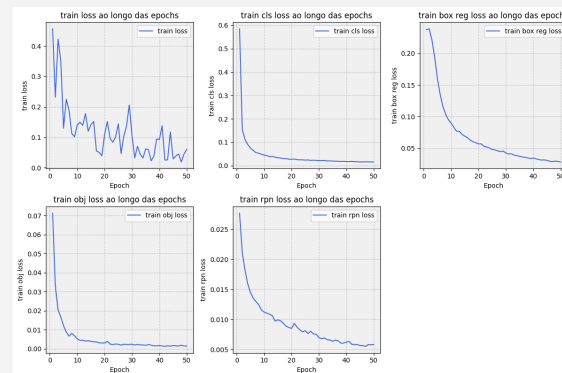 train loss ao longo das epochs
train loss
train loss
0.4
0.3
0.2
0.1
0.0
0 10 20 30 40 50
Epoch
train cls loss ao longo das epochs
train cls loss
train cls loss
0.6
0.5
0.4
0.3
0.2
0.1
0.0
0 10 20 30 40 50
Epoch
train box reg loss ao longo das epochs
train box reg loss
train box reg loss
0.20
0.15
0.10
0.05
0 10 20 30 40 50
Epoch
train obj loss ao longo das epochs
train obj loss
train obj loss
0.07
0.06
0.05
0.04
0.03
0.02
0.01
0.00
0 10 20 30 40 50
Epoch
train rpn loss ao longo das epochs
train rpn loss
train rpn loss
0.025
0.020
0.015
0.010
0.005
0 10 20 30 40 50
Epoch